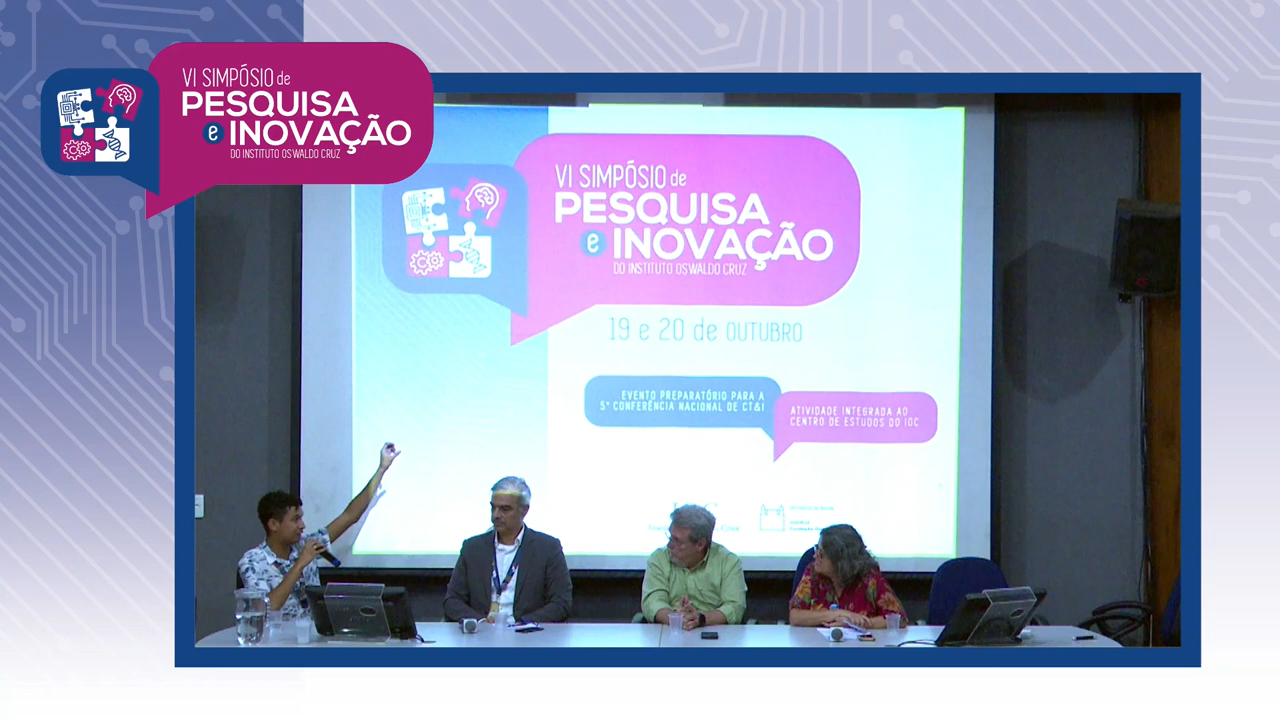 VI SIMPÓSIO de
PESQUISA
e INOVAÇÃO
DO INSTITUTO OSWALDO CRUZ
VI SIMPÓSIO de
PESQUISA
e INOVAÇÃO
DO INSTITUTO OSWALDO CRUZ
19 e 20 de OUTUBRO
EVENTO PREPARATÓRIO PARA A
5ª CONFERÊNCIA NACIONAL DE CT&I
ATIVIDADE INTEGRADA AO
CENTRO DE ESTUDOS DO IOC